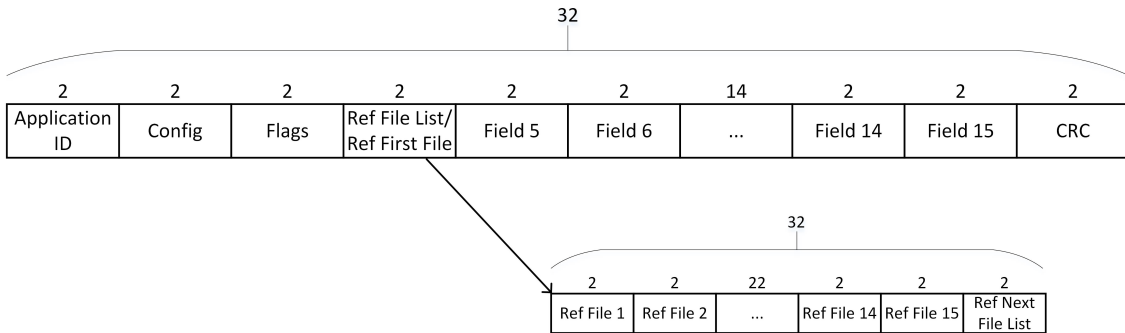 32
2 2 2 2 2 2 14 2 2 2
Application ID Config Flags Ref File List/ Ref First File Field 5 Field 6 ... Field 14 Field 15 CRC
32
2 2 22 2 2 2
Ref File 1 Ref File 2 ... Ref File 14 Ref File 15 Ref Next File List